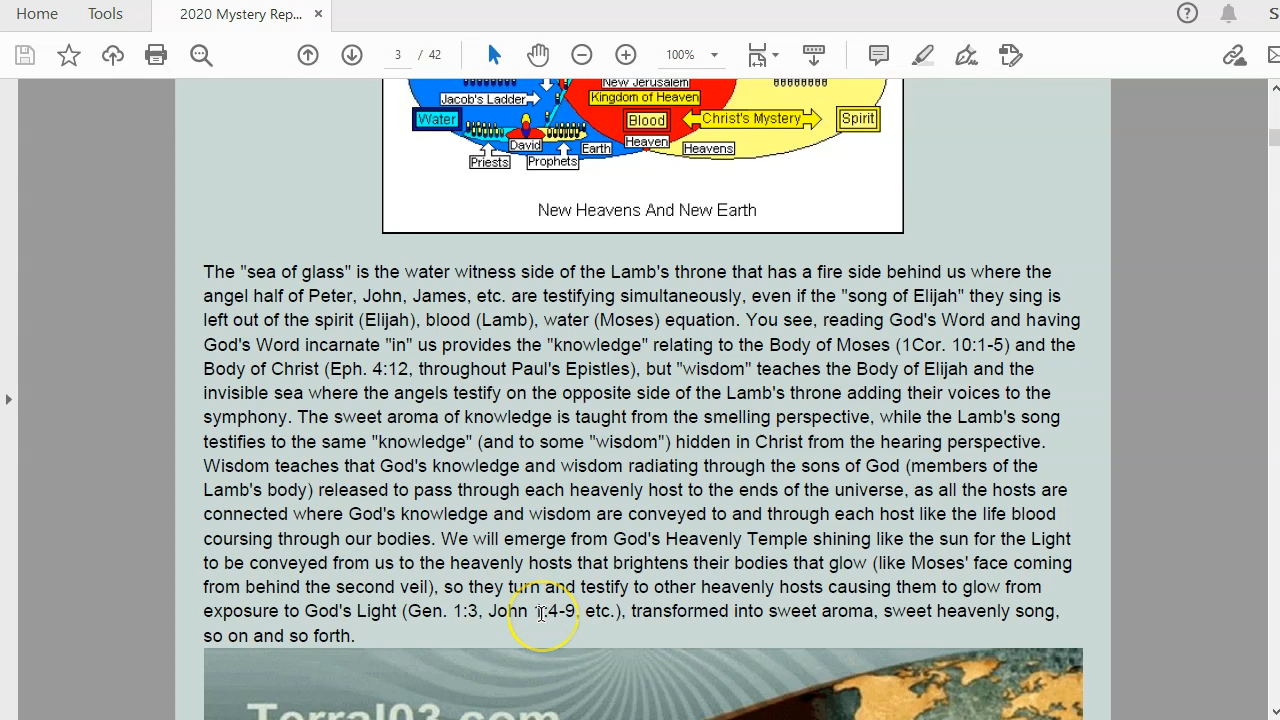 Home Tools 2020 Mystery Rep... ×
3 / 42 100%
New Jerusalem
Jacob's Ladder Kingdom of Heaven
Water Blood Christ's Mystery Spirit
David Earth Heaven Heavens
Priests Prophets
New Heavens And New Earth
The "sea of glass" is the water witness side of the Lamb's throne that has a fire side behind us where the
angel half of Peter, John, James, etc. are testifying simultaneously, even if the "song of Elijah" they sing is
left out of the spirit (Elijah), blood (Lamb), water (Moses) equation. You see, reading God's Word and having
God's Word incarnate "in" us provides the "knowledge" relating to the Body of Moses (1Cor. 10:1-5) and the
Body of Christ (Eph. 4:12, throughout Paul's Epistles), but "wisdom" teaches the Body of Elijah and the
invisible sea where the angels testify on the opposite side of the Lamb's throne adding their voices to the
symphony. The sweet aroma of knowledge is taught from the smelling perspective, while the Lamb's song
testifies to the same "knowledge" (and to some "wisdom") hidden in Christ from the hearing perspective.
Wisdom teaches that God's knowledge and wisdom radiating through the sons of God (members of the
Lamb's body) released to pass through each heavenly host to the ends of the universe, as all the hosts are
connected where God's knowledge and wisdom are conveyed to and through each host like the life blood
coursing through our bodies. We will emerge from God's Heavenly Temple shining like the sun for the Light
to be conveyed from us to the heavenly hosts that brightens their bodies that glow (like Moses' face coming
from behind the second veil), so they turn and testify to other heavenly hosts causing them to glow from
exposure to God's Light (Gen. 1:3, John 1:4-9, etc.), transformed into sweet aroma, sweet heavenly song,
so on and so forth.
Terral03.com